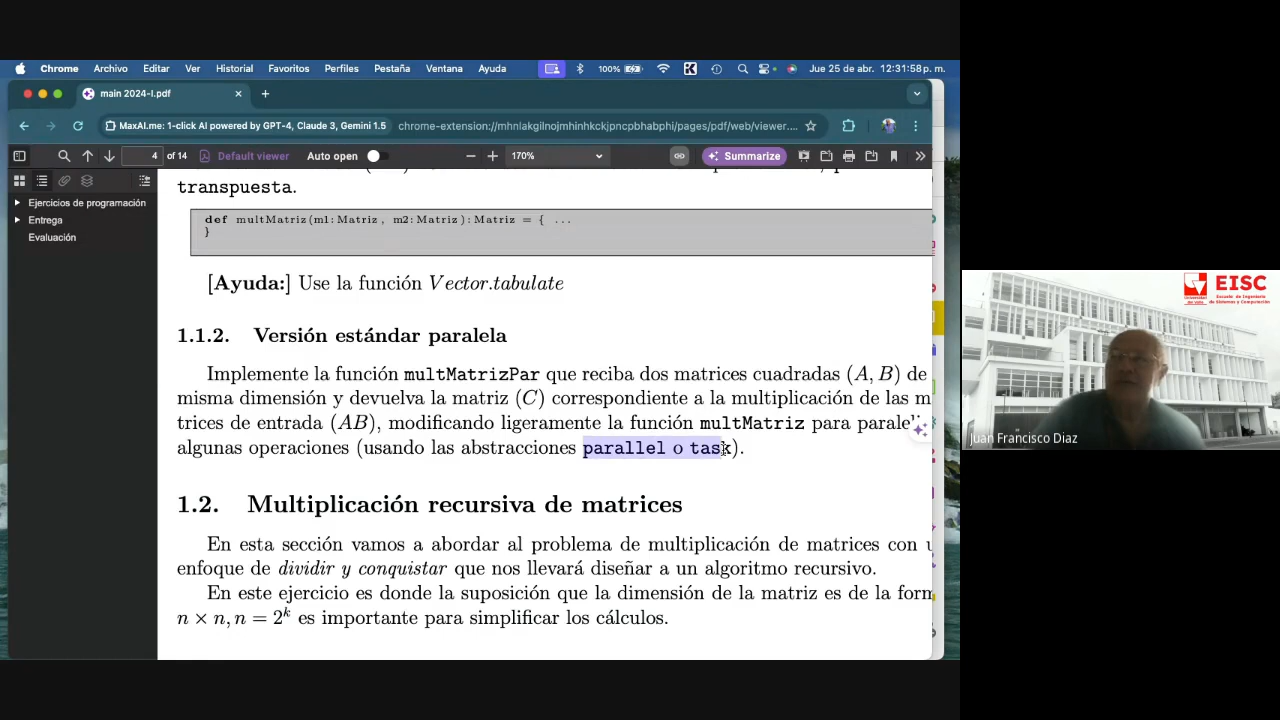 Chrome Archivo Editar Ver Historial Favoritos Perfiles Pestaña Ventana Ayuda 100% Jue 25 de abr. 12:31:58 p. m.
main 2024-I.pdf
MaxAI.me: 1-click AI powered by GPT-4, Claude 3, Gemini 1.5 chrome-extension://mhnlakgilnojmhinhkckjpncpbhabphi/pages/pdf/web/viewer....
4 of 14 Default viewer Auto open 170% Summarize
Ejercicios de programación
Entrega
Evaluación
transpuesta.
def multMatriz(m1:Matriz, m2:Matriz):Matriz = { ...
}
[Ayuda:] Use la función Vector.tabulate
1.1.2. Versión estándar paralela
Implemente la función multMatrizPar que reciba dos matrices cuadradas (A, B) de
misma dimensión y devuelva la matriz (C) correspondiente a la multiplicación de las m
trices de entrada (AB), modificando ligeramente la función multMatriz para paraleli
algunas operaciones (usando las abstracciones parallel o task).
1.2. Multiplicación recursiva de matrices
En esta sección vamos a abordar al problema de multiplicación de matrices con u
enfoque de dividir y conquistar que nos llevará diseñar a un algoritmo recursivo.
En este ejercicio es donde la suposición que la dimensión de la matriz es de la form
n × n, n = 2^k es importante para simplificar los cálculos.
EISC
Escuela de Ingeniería
de Sistemas y Computación
Juan Francisco Diaz